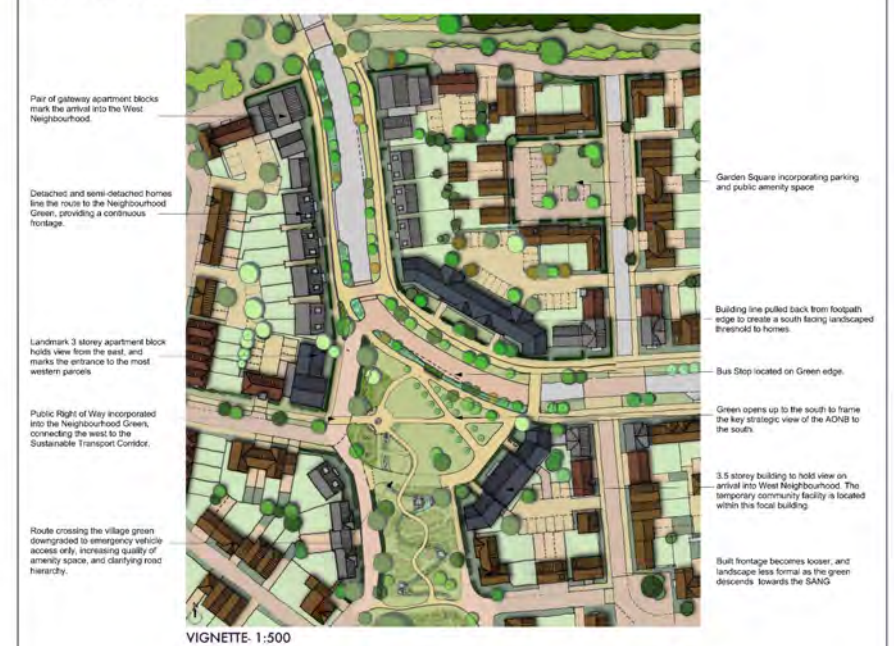 Pair of gateway apartment blocks
mark the arrival into the West
Neighbourhood.
Detached and semi-detached homes
line the route to the Neighbourhood
Green, providing a continuous
frontage.
Landmark 3 storey apartment block
holds view from the east, and
marks the entrance to the most
western parcels
Public Right of Way incorporated
into the Neighbourhood Green,
connecting the west to the
Sustainable Transport Corridor.
Route crossing the village green
downgraded to emergency vehicle
access only, increasing quality of
amenity space, and clarifying road
hierarchy.
Garden Square incorporating parking
and public amenity space
Building line pulled back from footpath
edge to create a south facing landscaped
threshold to homes.
Bus Stop located on Green edge.
Green opens up to the south to frame
the key strategic view of the AONB to
the south.
3.5 storey building to hold view on
arrival into West Neighbourhood. The
temporary community facility is located
within this focal building.
Built frontage becomes looser, and
landscape less formal as the green
descends towards the SANG
VIGNETTE- 1:500